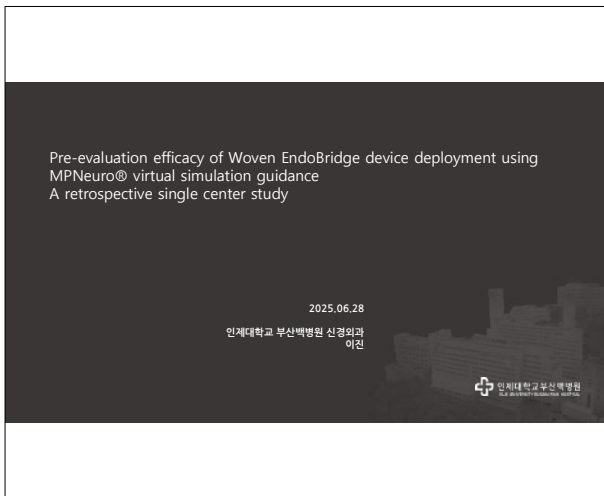 Pre-evaluation efficacy of Woven EndoBridge device deployment using
MPNeuro® virtual simulation guidance
A retrospective single center study
2025.06.28
인제대학교 부산백병원 신경외과
이진
인제대학교부산백병원